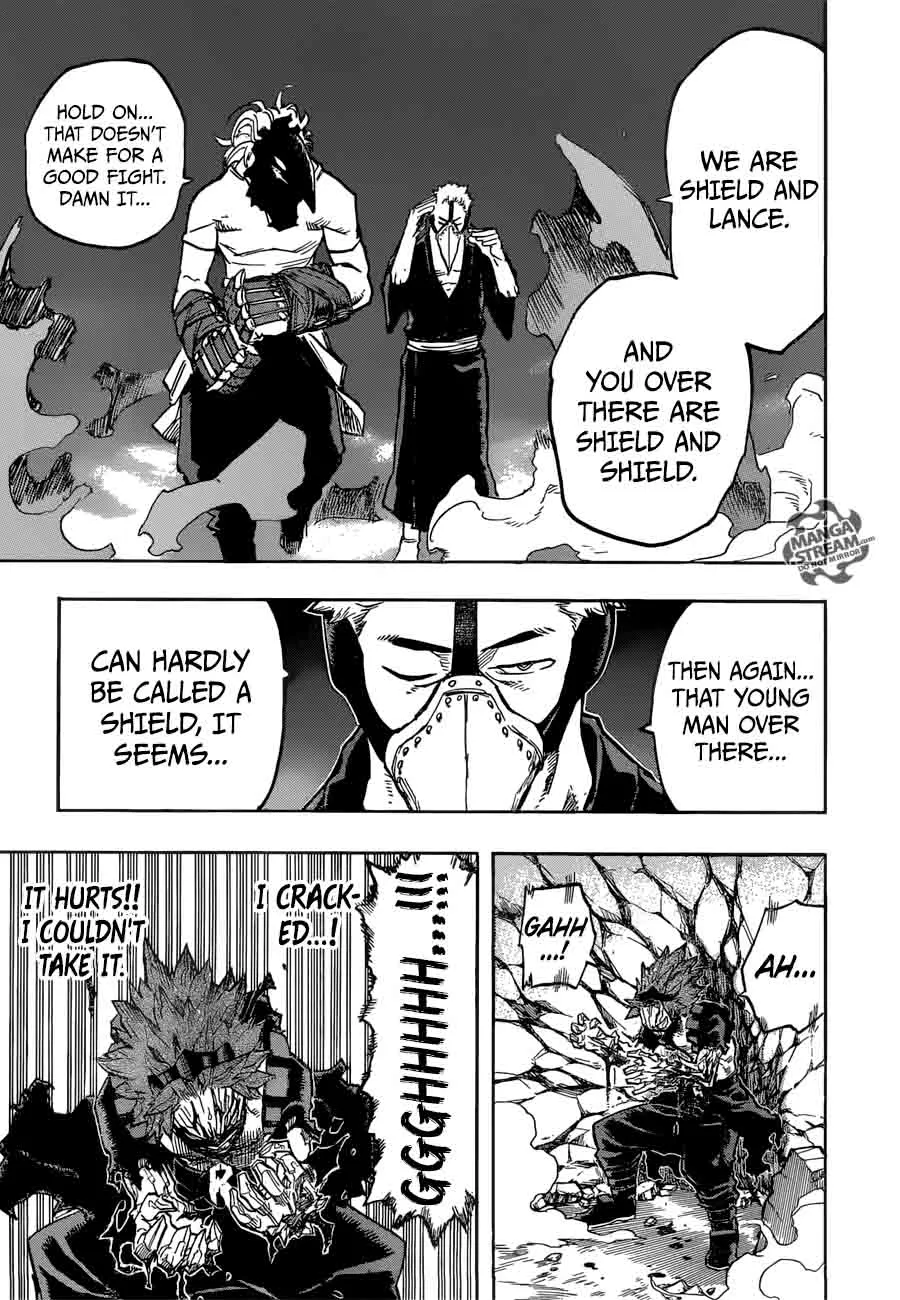 WE ARE
SHIELD AND
LANCE.
AND
YOU OVER
THERE ARE
SHIELD AND
SHIELD.
HOLD ON...
THAT DOESN'T
MAKE FOR A
GOOD FIGHT.
DAMN IT...
MANGA
STREAM.com
DO NOT MIRROR
THEN AGAIN...
THAT YOUNG
MAN OVER
THERE...
CAN HARDLY
BE CALLED A
SHIELD, IT
SEEMS...
AH...
GAHH
...!
GGGHHHHH...!!!
I CRACK-
ED...!
IT HURTS!!
I COULDN'T
TAKE IT.
R